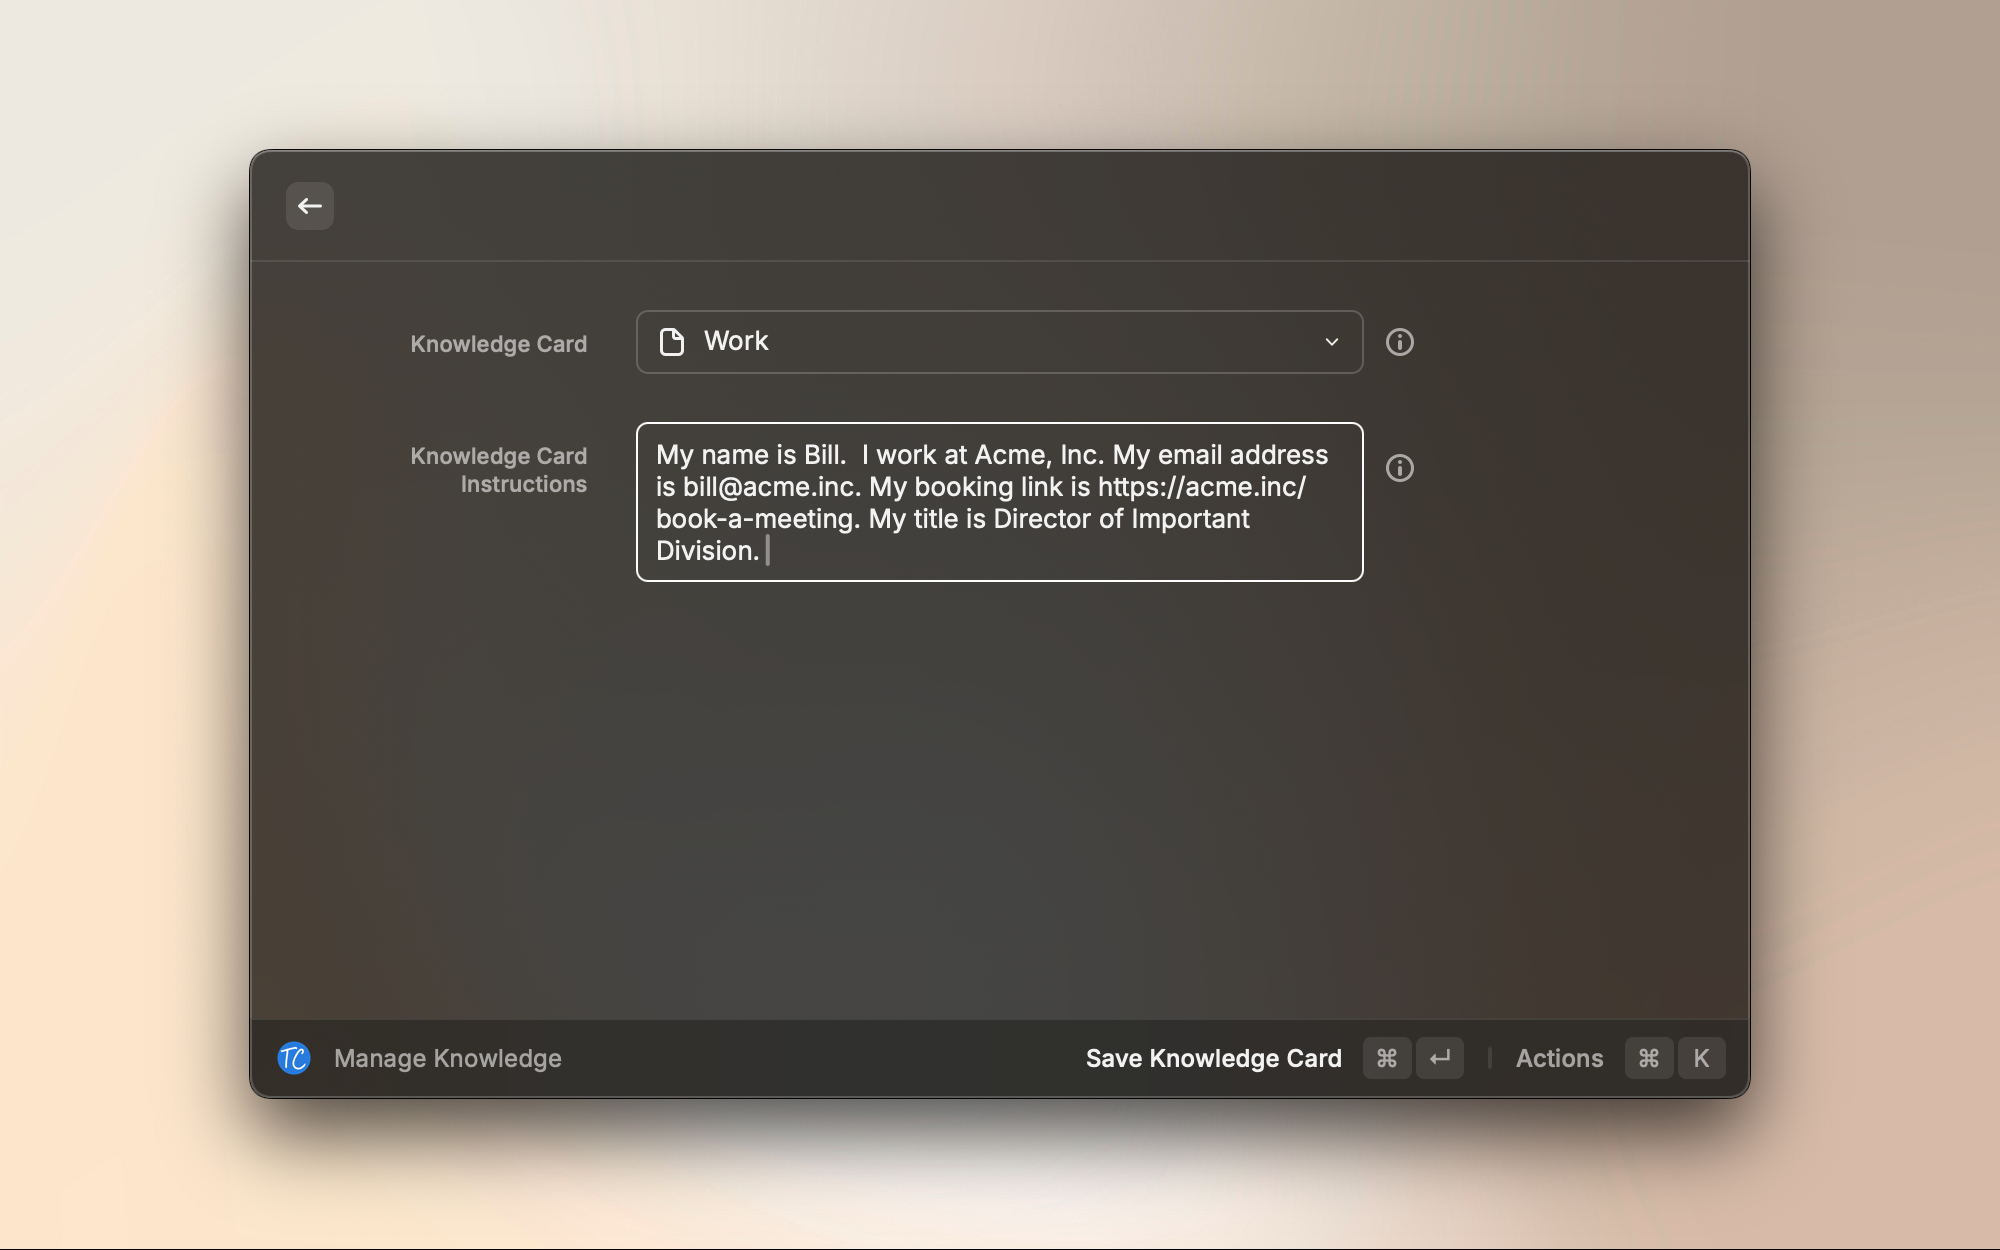 Knowledge Card
Work
Knowledge Card
Instructions
My name is Bill.  I work at Acme, Inc. My email address
is bill@acme.inc. My booking link is https://acme.inc/
book-a-meeting. My title is Director of Important
Division.
TC Manage Knowledge
Save Knowledge Card ⌘ ↵ | Actions ⌘ K